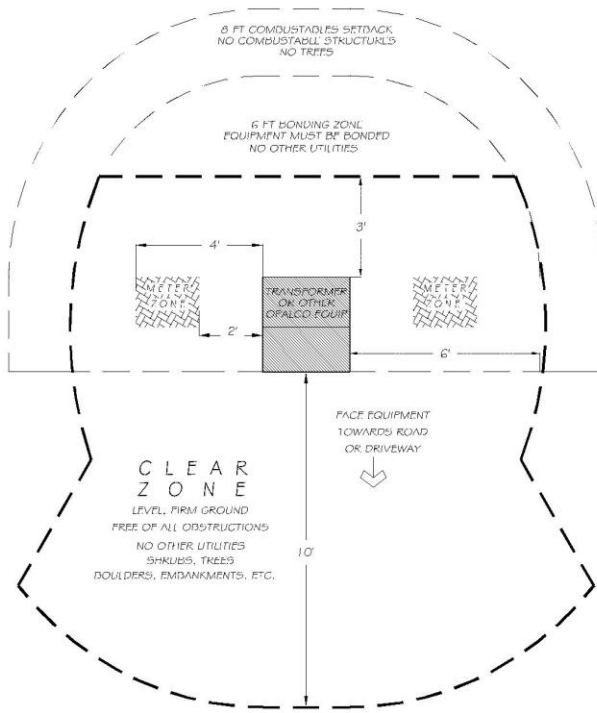 8 FT COMBUSTABLES SETBACK
NO COMBUSTABLE STRUCTURES
NO TREES
6 FT BONDING ZONE
EQUIPMENT MUST BE BONDED
NO OTHER UTILITIES
3'
4'
METER
ZONE
TRANSFORMER
OR OTHER
OPALCO EQUIP
METER
ZONE
2'
6'
FACE EQUIPMENT
TOWARDS ROAD
OR DRIVEWAY
CLEAR
ZONE
LEVEL, FIRM GROUND
FREE OF ALL OBSTRUCTIONS
NO OTHER UTILITIES
SHRUBS, TREES
BOULDERS, EMBANKMENTS, ETC.
10'